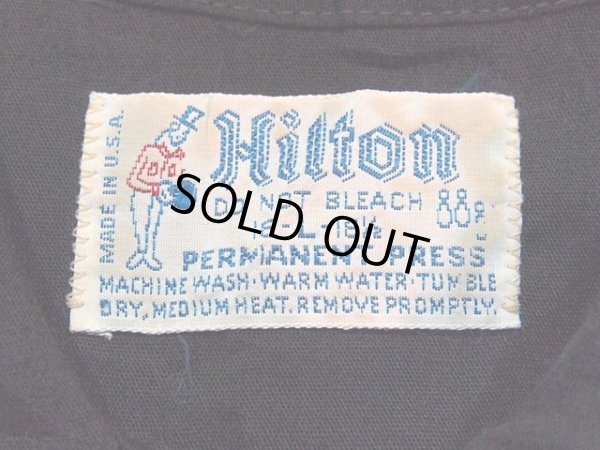 MADE IN U.S.A.
Hilton
SOLD OUT
NOT BLEACH
PERMANENT PRESS
MACHINE WASH · WARM WATER · TUMBLE
DRY, MEDIUM HEAT. REMOVE PROMPTLY.